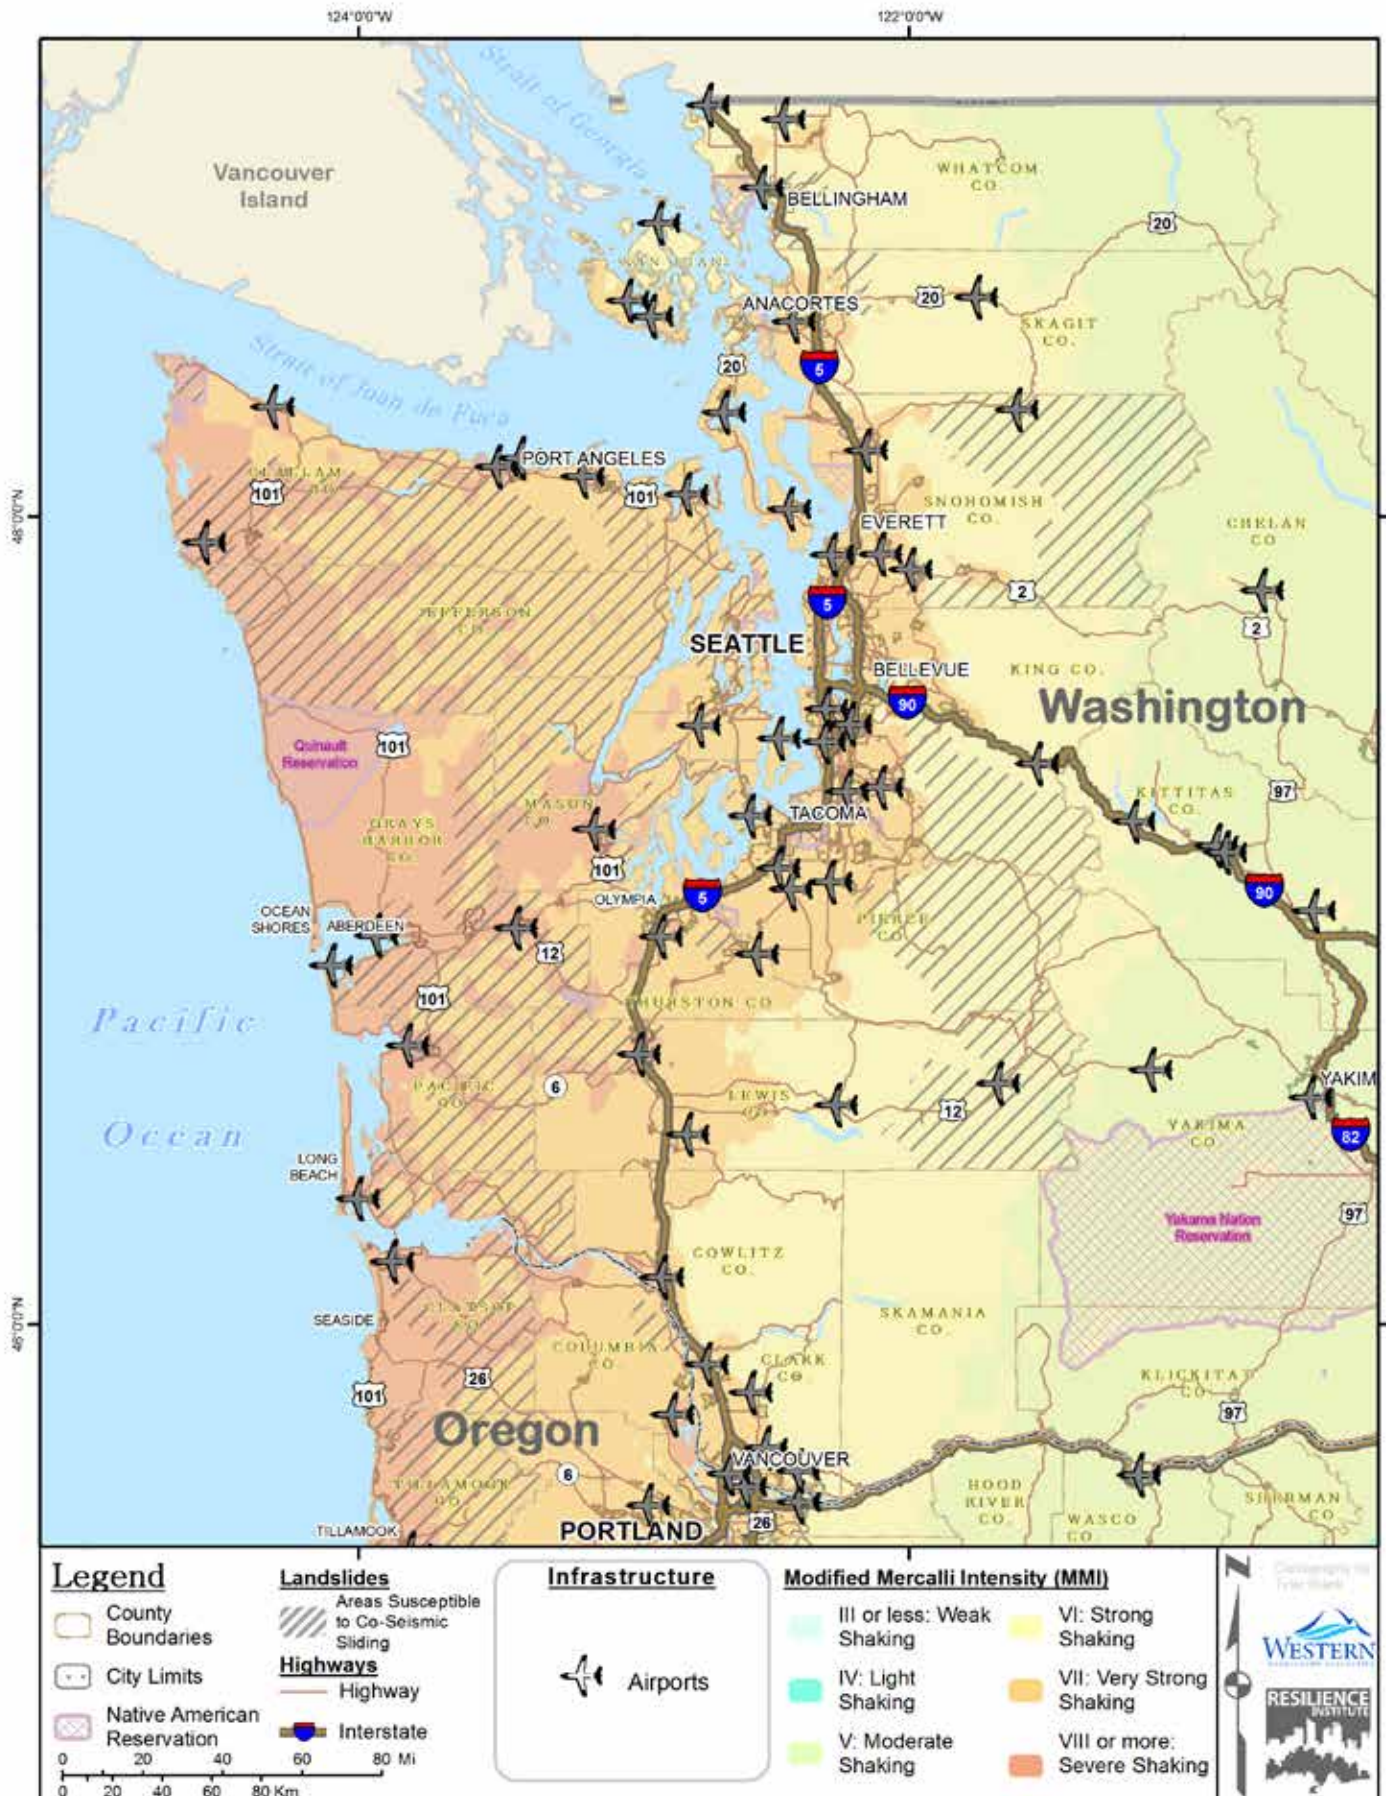 124°0'0"W
122°0'0"W
48°0'0"N
46°0'0"N
Strait of Georgia
Vancouver
Island
WHATCOM
CO.
BELLINGHAM
20
SAN JUAN
ANACORTES
20
SKAGIT
CO.
20
5
Strait of Juan de Fuca
PORT ANGELES
CLALLAM
CO.
101
101
SNOHOMISH
CO.
EVERETT
CHELAN
CO
2
5
2
JEFFERSON
CO.
SEATTLE
BELLEVUE
KING CO.
90
Washington
Quinault
Reservation
101
97
KITTITAS
CO.
MASON
CO.
TACOMA
GRAYS
HARBOR
CO.
101
OLYMPIA
5
90
OCEAN
SHORES
ABERDEEN
PIERCE
CO.
12
101
THURSTON CO
Pacific
Ocean
PACIFIC
CO.
6
LEWIS
CO.
12
YAKIM
YAKIMA
CO.
82
LONG
BEACH
Yakama Nation
Reservation
97
COWLITZ
CO.
SKAMANIA
CO.
SEASIDE
CLATSOP
CO.
COLUMBIA
CO.
CLARK
CO.
KLICKITAT
CO.
26
101
97
Oregon
VANCOUVER
6
TILLAMOOK
CO.
HOOD
RIVER
CO.
WASCO
CO.
SHERMAN
CO.
TILLAMOOK
PORTLAND
26
Legend
County
Boundaries
City Limits
Native American
Reservation
0 20 40 60 80 Mi
0 20 40 60 80 Km
Landslides
Areas Susceptible
to Co-Seismic
Sliding
Highways
Highway
Interstate
Infrastructure
Airports
Modified Mercalli Intensity (MMI)
III or less: Weak
Shaking
IV: Light
Shaking
V: Moderate
Shaking
VI: Strong
Shaking
VII: Very Strong
Shaking
VIII or more:
Severe Shaking
N
WESTERN
RESILIENCE
INSTITUTE